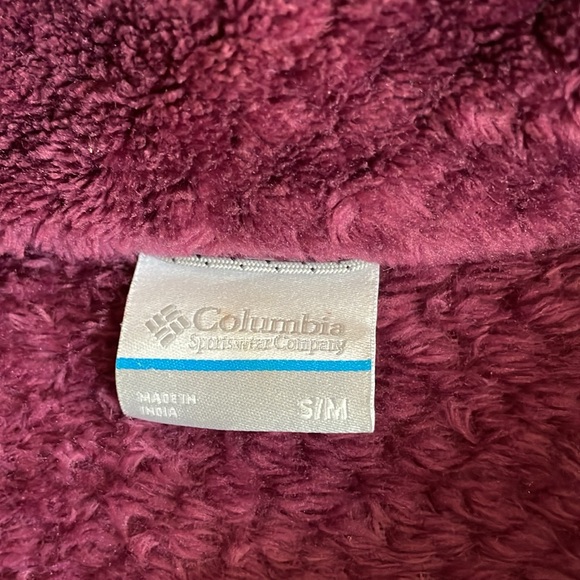 Columbia
Sportswear Company
MADE IN
INDIA
S/M